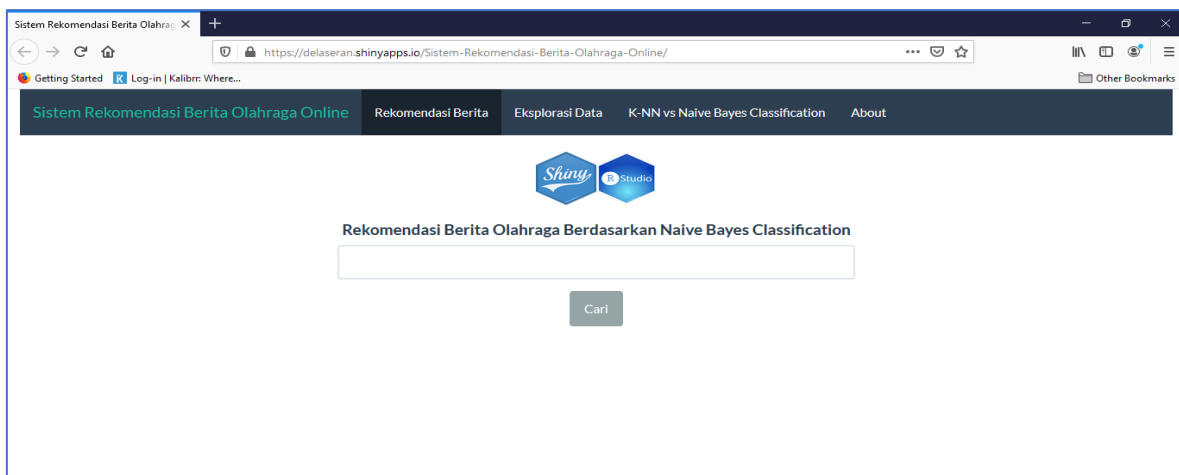 Sistem Rekomendasi Berita Olahrag
https://delaseran.shinyapps.io/Sistem-Rekomendasi-Berita-Olahraga-Online/
Getting Started K Log-in | Kalibrr: Where... Other Bookmarks
Sistem Rekomendasi Berita Olahraga Online Rekomendasi Berita Eksplorasi Data K-NN vs Naive Bayes Classification About
Shiny R Studio
Rekomendasi Berita Olahraga Berdasarkan Naive Bayes Classification
Cari